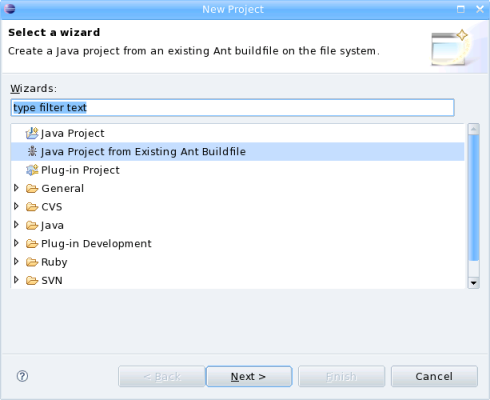 New Project
Select a wizard
Create a Java project from an existing Ant buildfile on the file system.
Wizards:
type filter text
Java Project
Java Project from Existing Ant Buildfile
Plug-in Project
General
CVS
Java
Plug-in Development
Ruby
SVN
? < Back Next > Finish Cancel